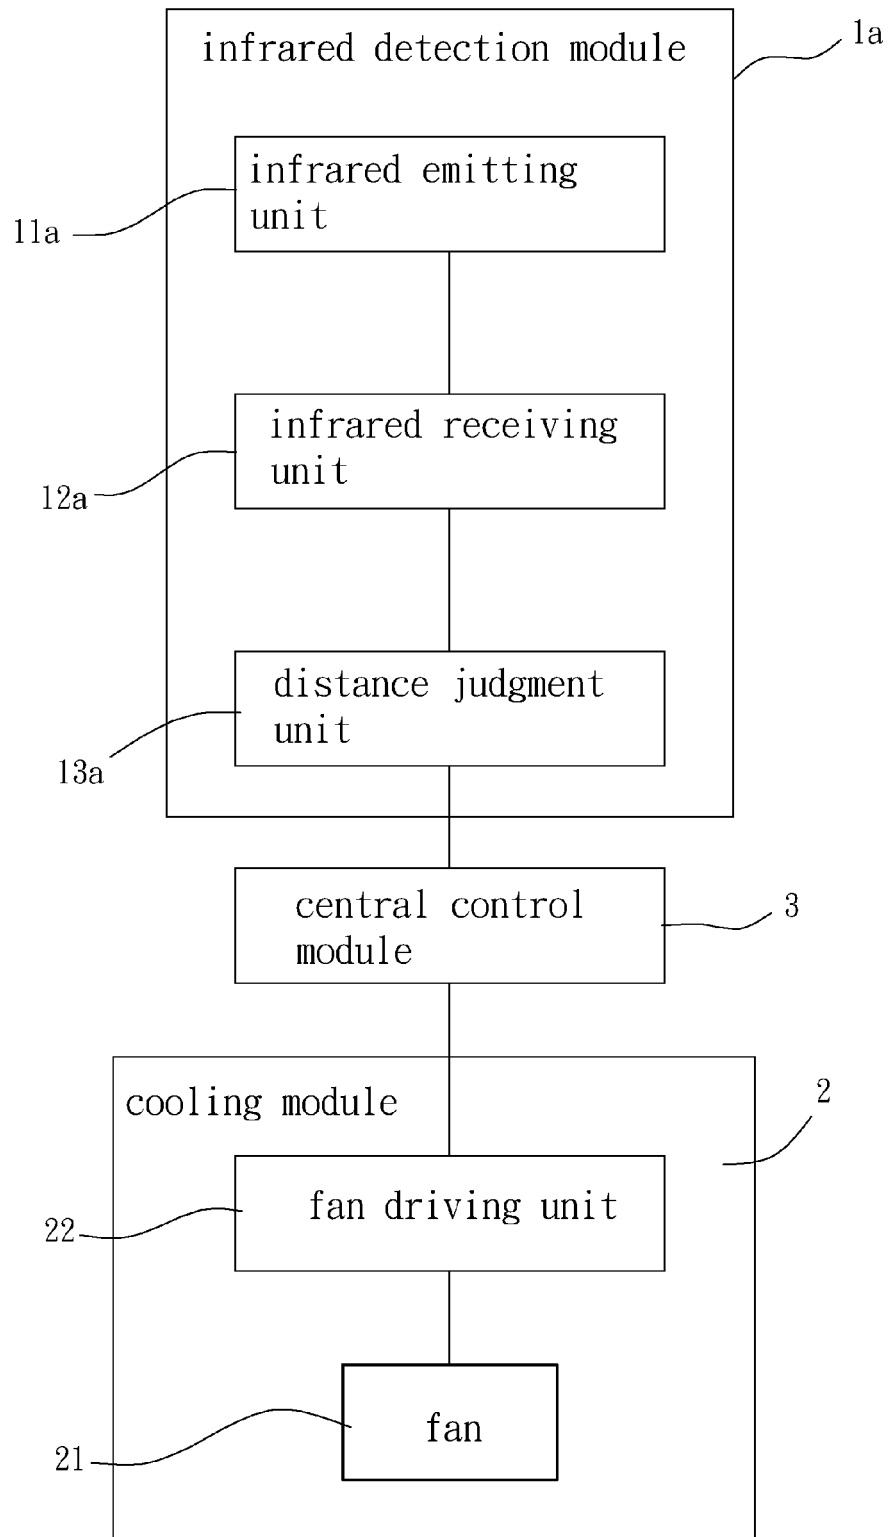 1a
infrared detection module
infrared emitting
unit
11a
infrared receiving
unit
12a
distance judgment
unit
13a
central control
module
3
cooling module
2
fan driving unit
22
fan
21